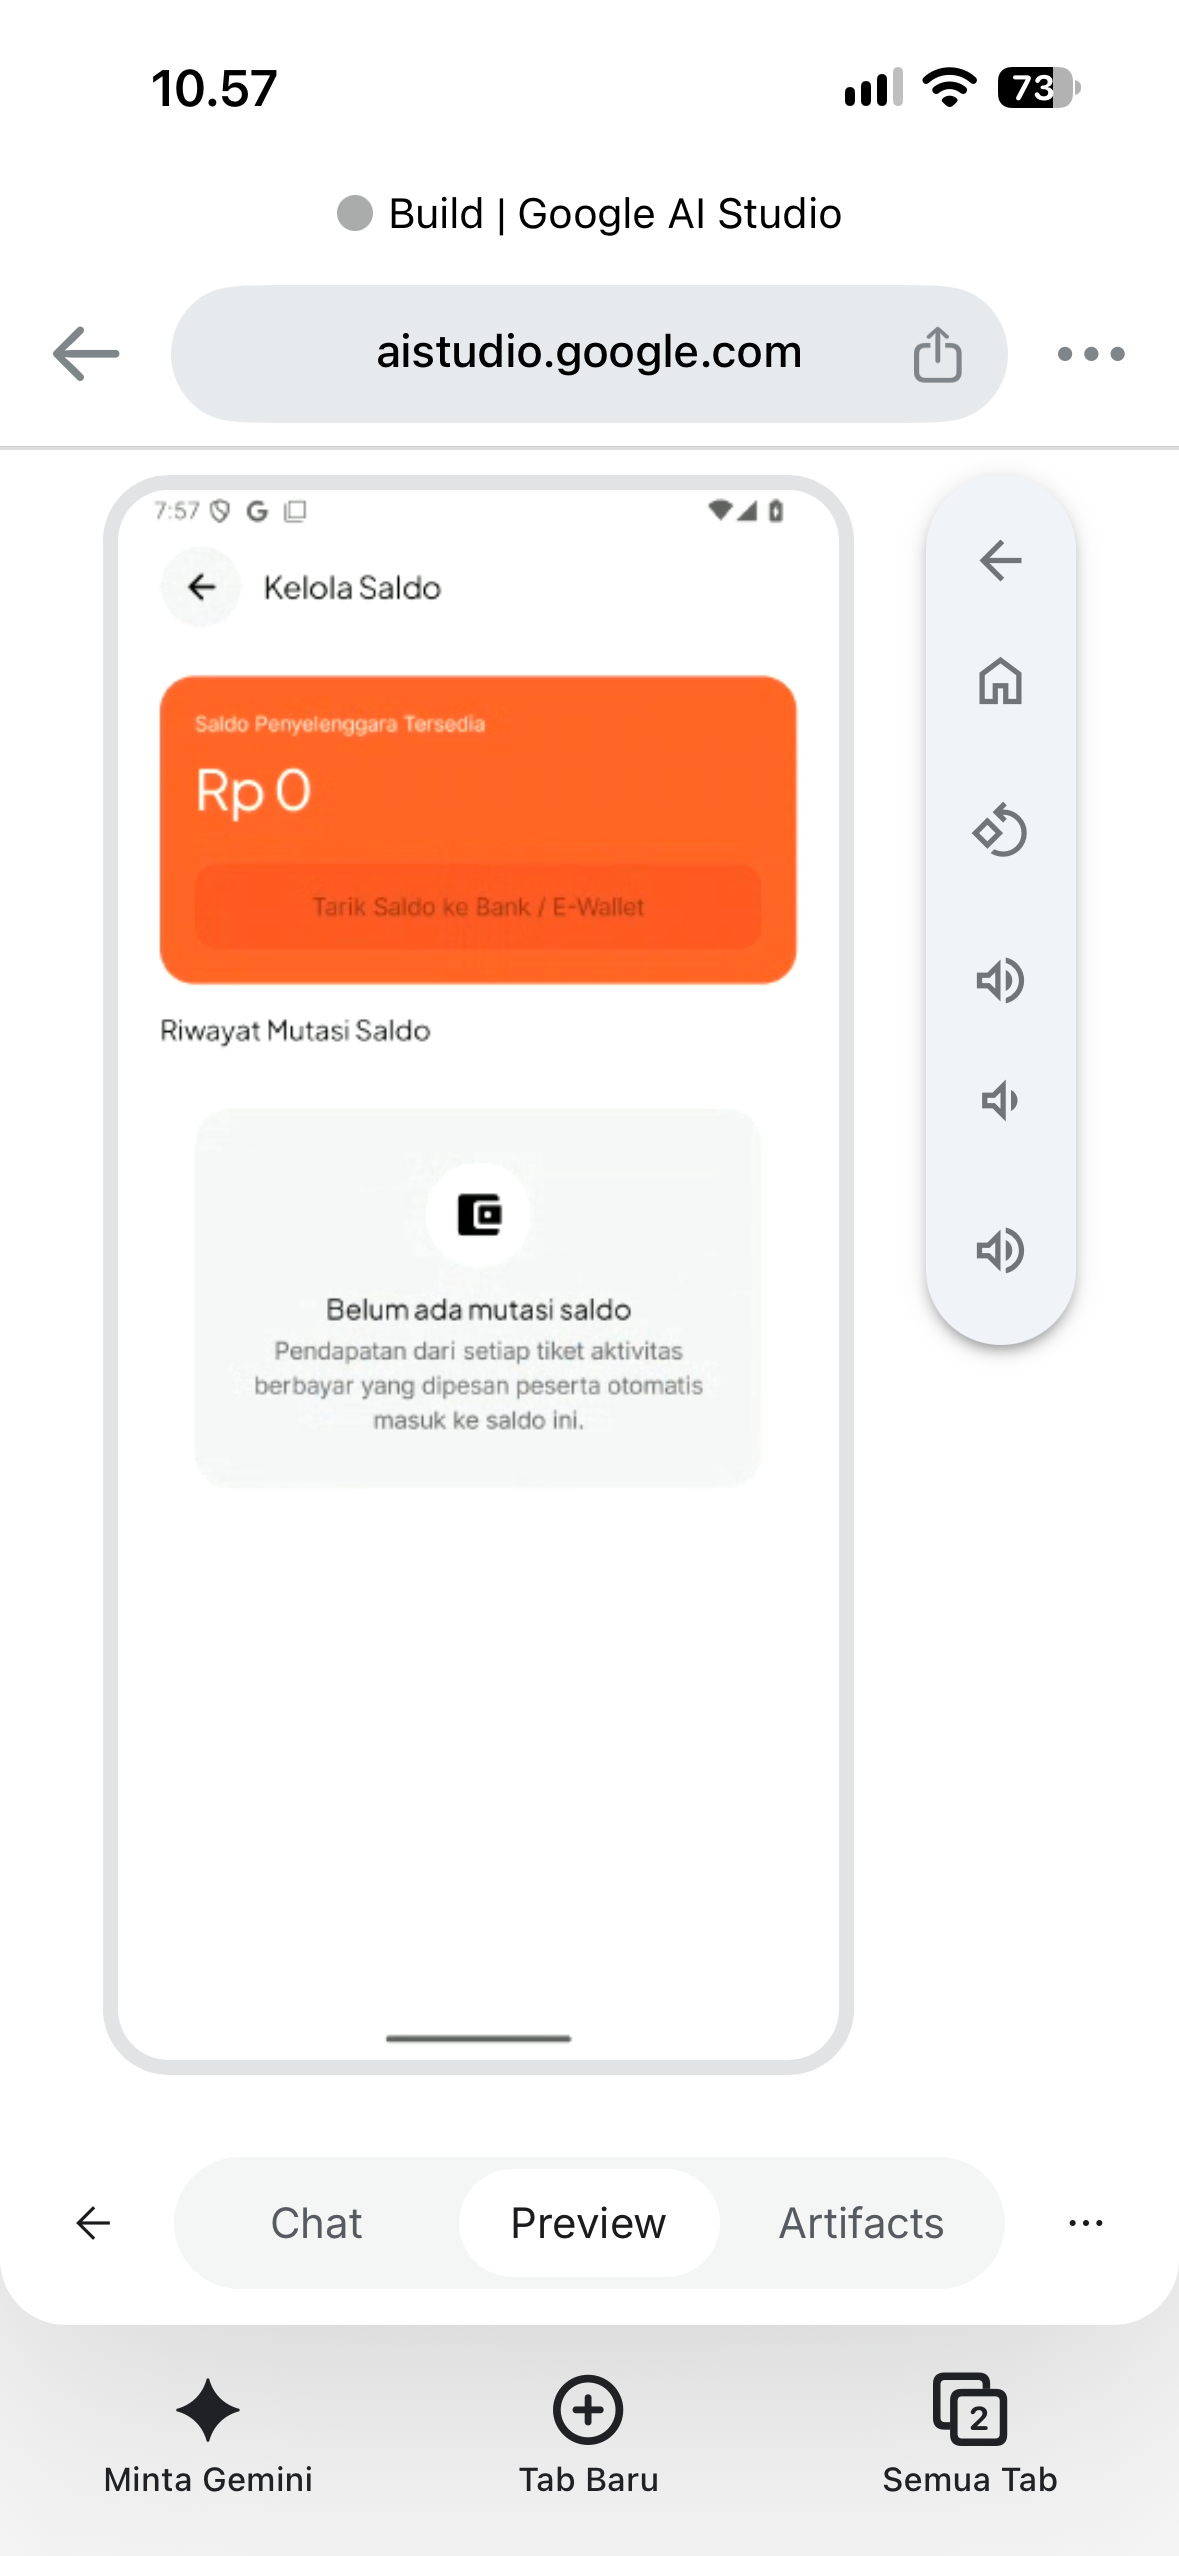 10.57
73
Build | Google AI Studio
aistudio.google.com
7:57
Kelola Saldo
Saldo Penyelenggara Tersedia
Rp 0
Tarik Saldo ke Bank / E-Wallet
Riwayat Mutasi Saldo
Belum ada mutasi saldo
Pendapatan dari setiap tiket aktivitas
berbayar yang dipesan peserta otomatis
masuk ke saldo ini.
Chat
Preview
Artifacts
2
Minta Gemini
Tab Baru
Semua Tab